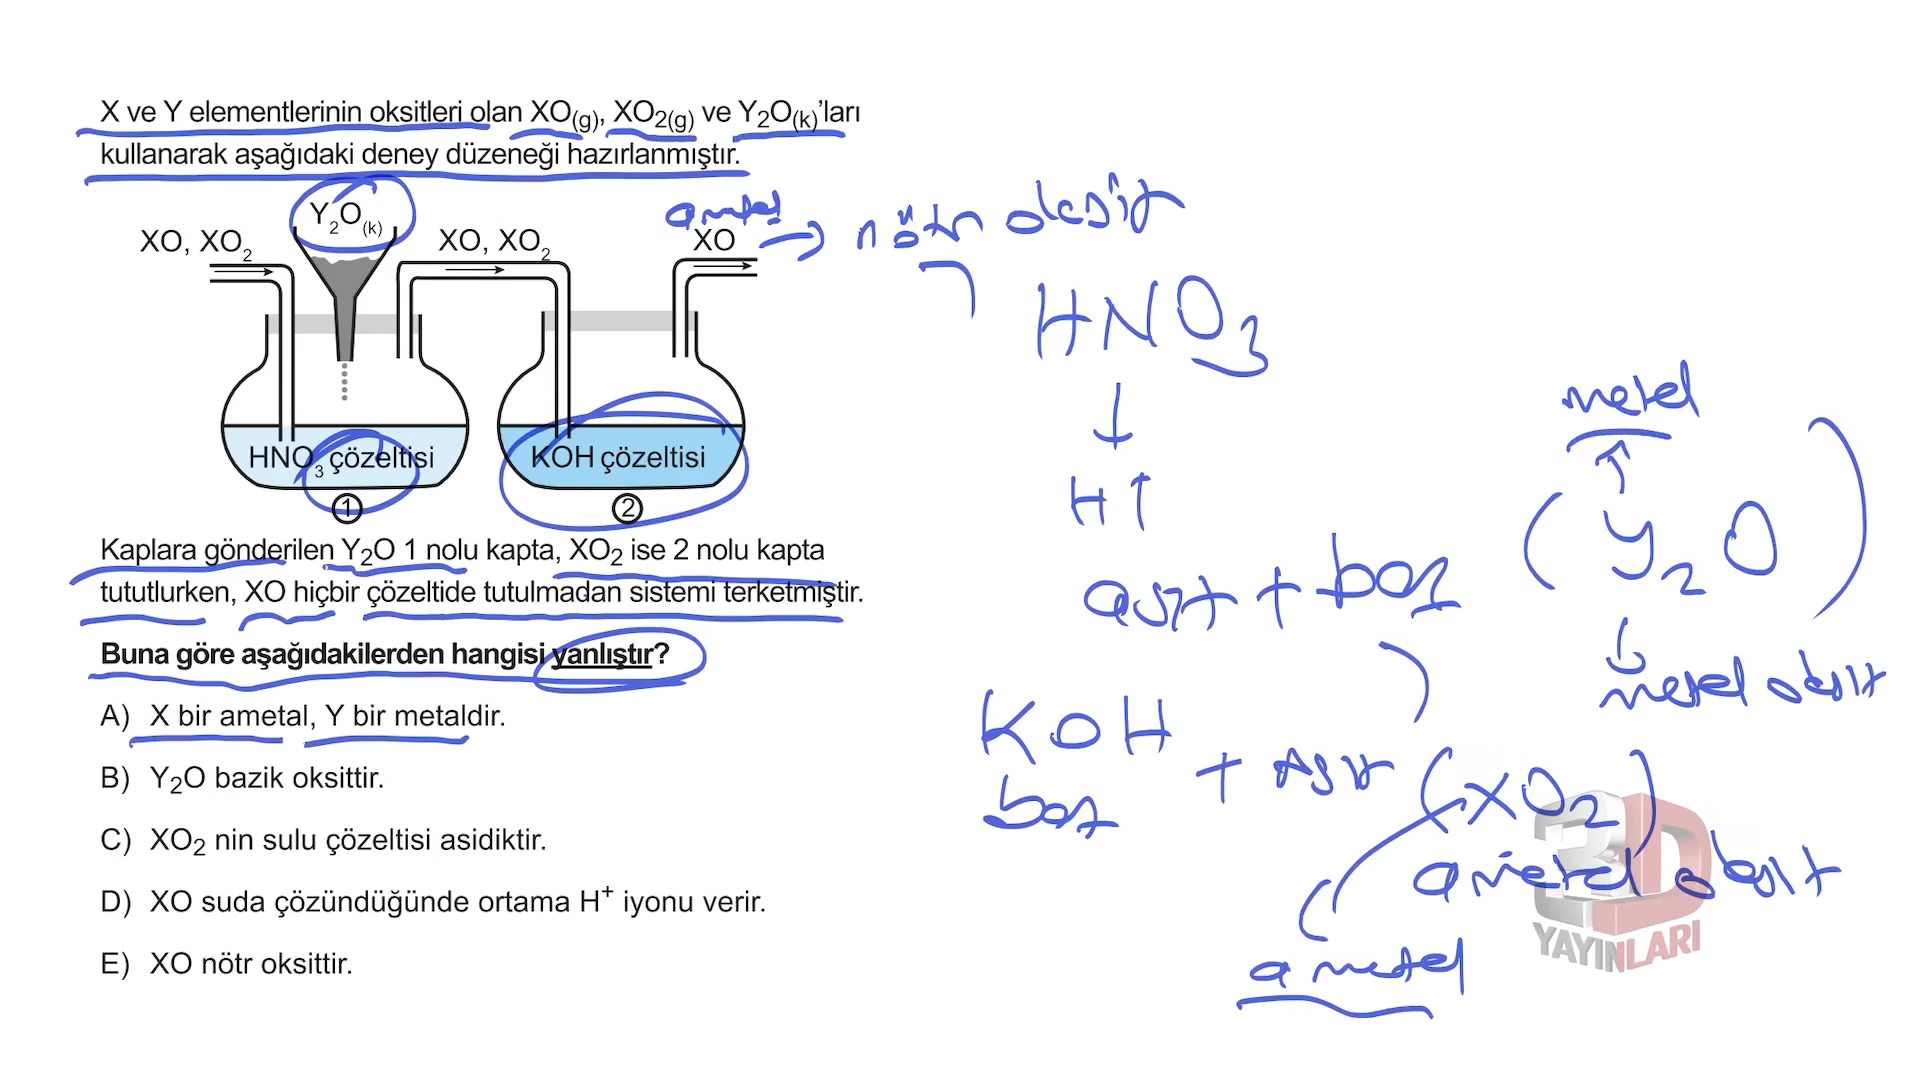 X ve Y elementlerinin oksitleri olan XO(g), XO2(g) ve Y2O(k)'ları
kullanarak aşağıdaki deney düzeneği hazırlanmıştır.
Y2O(k)
XO, XO2
XO, XO2
ametal
XO → nötr oksit
HNO3
HNO3 çözeltisi
KOH çözeltisi
1
2
H↑
metal
Y2O
metal oksit
asit + baz
Kaplara gönderilen Y2O 1 nolu kapta, XO2 ise 2 nolu kapta
tututlurken, XO hiçbir çözeltide tutulmadan sistemi terketmiştir.
Buna göre aşağıdakilerden hangisi yanlıştır?
A) X bir ametal, Y bir metaldir.
B) Y2O bazik oksittir.
C) XO2 nin sulu çözeltisi asidiktir.
D) XO suda çözündüğünde ortama H+ iyonu verir.
E) XO nötr oksittir.
KOH + Asit (XO2)
baz
ametal oksit
ametal
3D
YAYINLARI